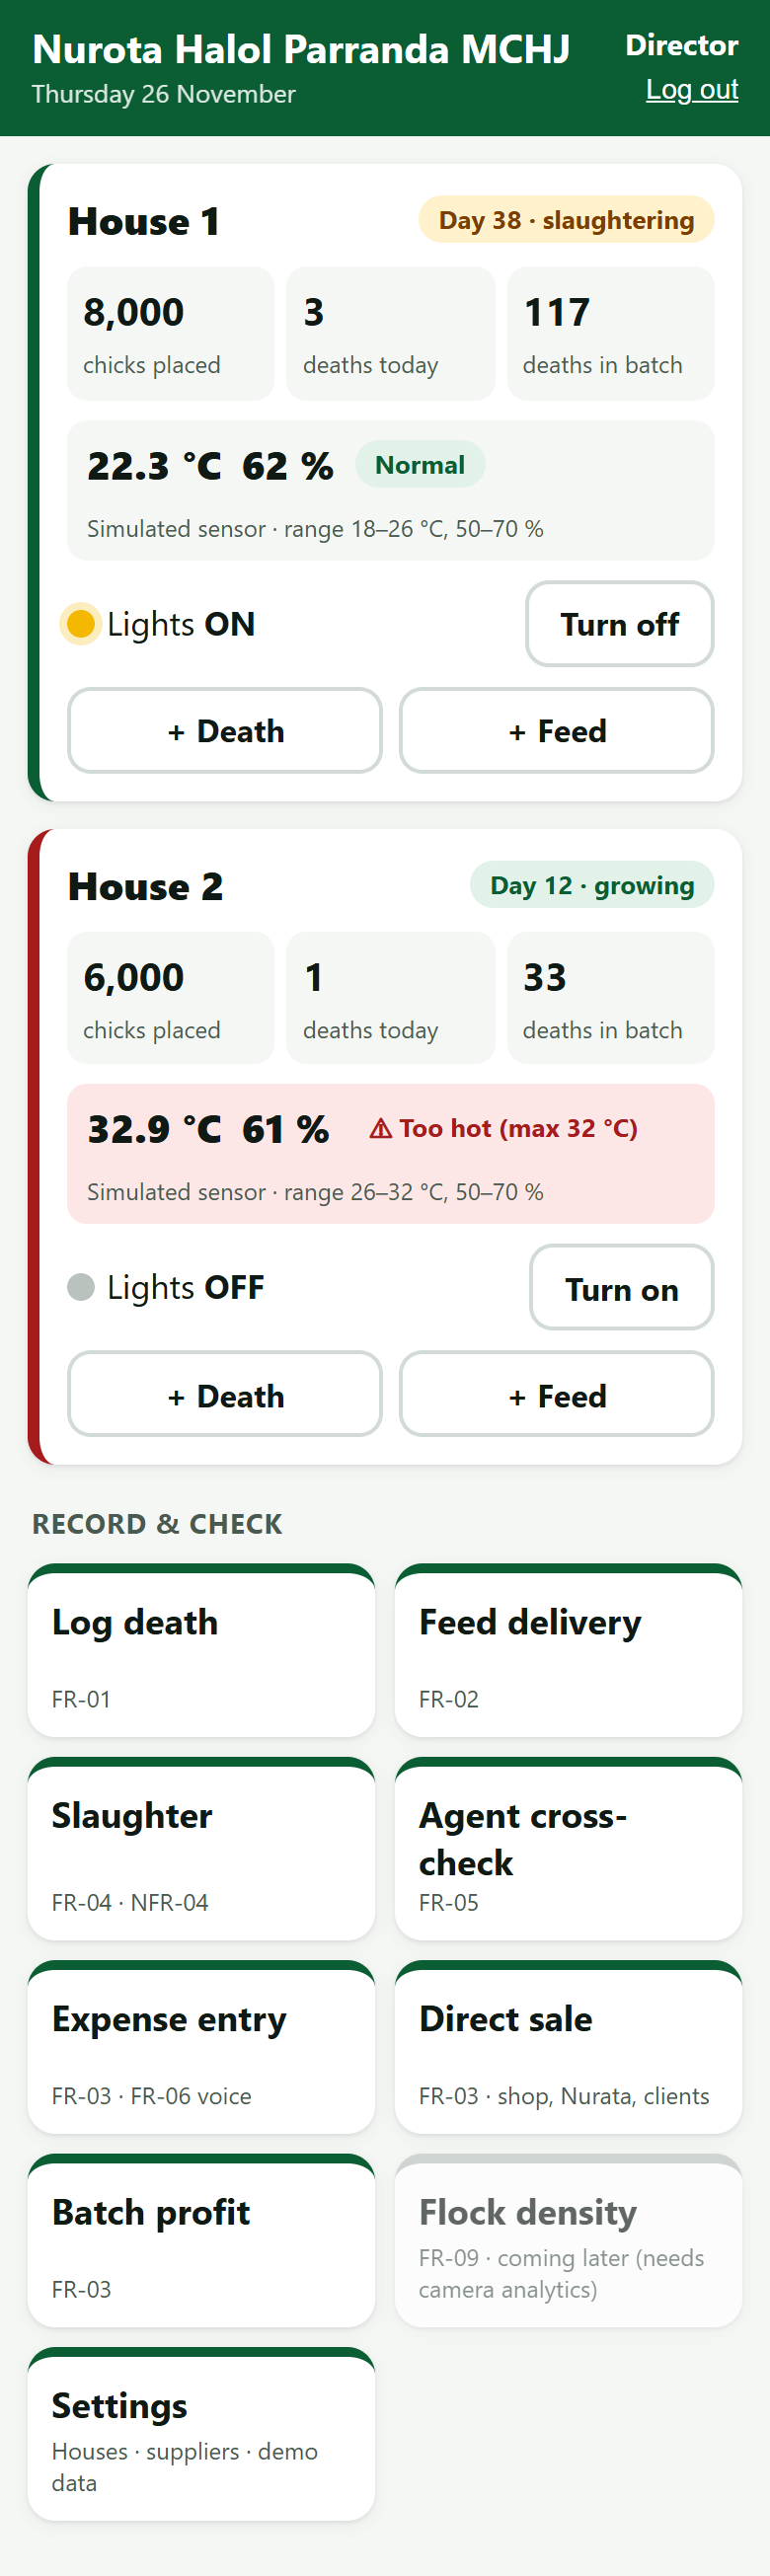 Nurota Halol Parranda MCHJ
Director
Thursday 26 November
Log out
House 1
Day 38 · slaughtering
8,000
chicks placed
3
deaths today
117
deaths in batch
22.3 °C 62 % Normal
Simulated sensor · range 18–26 °C, 50–70 %
Lights ON
Turn off
+ Death
+ Feed
House 2
Day 12 · growing
6,000
chicks placed
1
deaths today
33
deaths in batch
32.9 °C 61 % ⚠ Too hot (max 32 °C)
Simulated sensor · range 26–32 °C, 50–70 %
Lights OFF
Turn on
+ Death
+ Feed
RECORD & CHECK
Log death
FR-01
Feed delivery
FR-02
Slaughter
FR-04 · NFR-04
Agent cross-
check
FR-05
Expense entry
FR-03 · FR-06 voice
Direct sale
FR-03 · shop, Nurata, clients
Batch profit
FR-03
Flock density
FR-09 · coming later (needs
camera analytics)
Settings
Houses · suppliers · demo
data